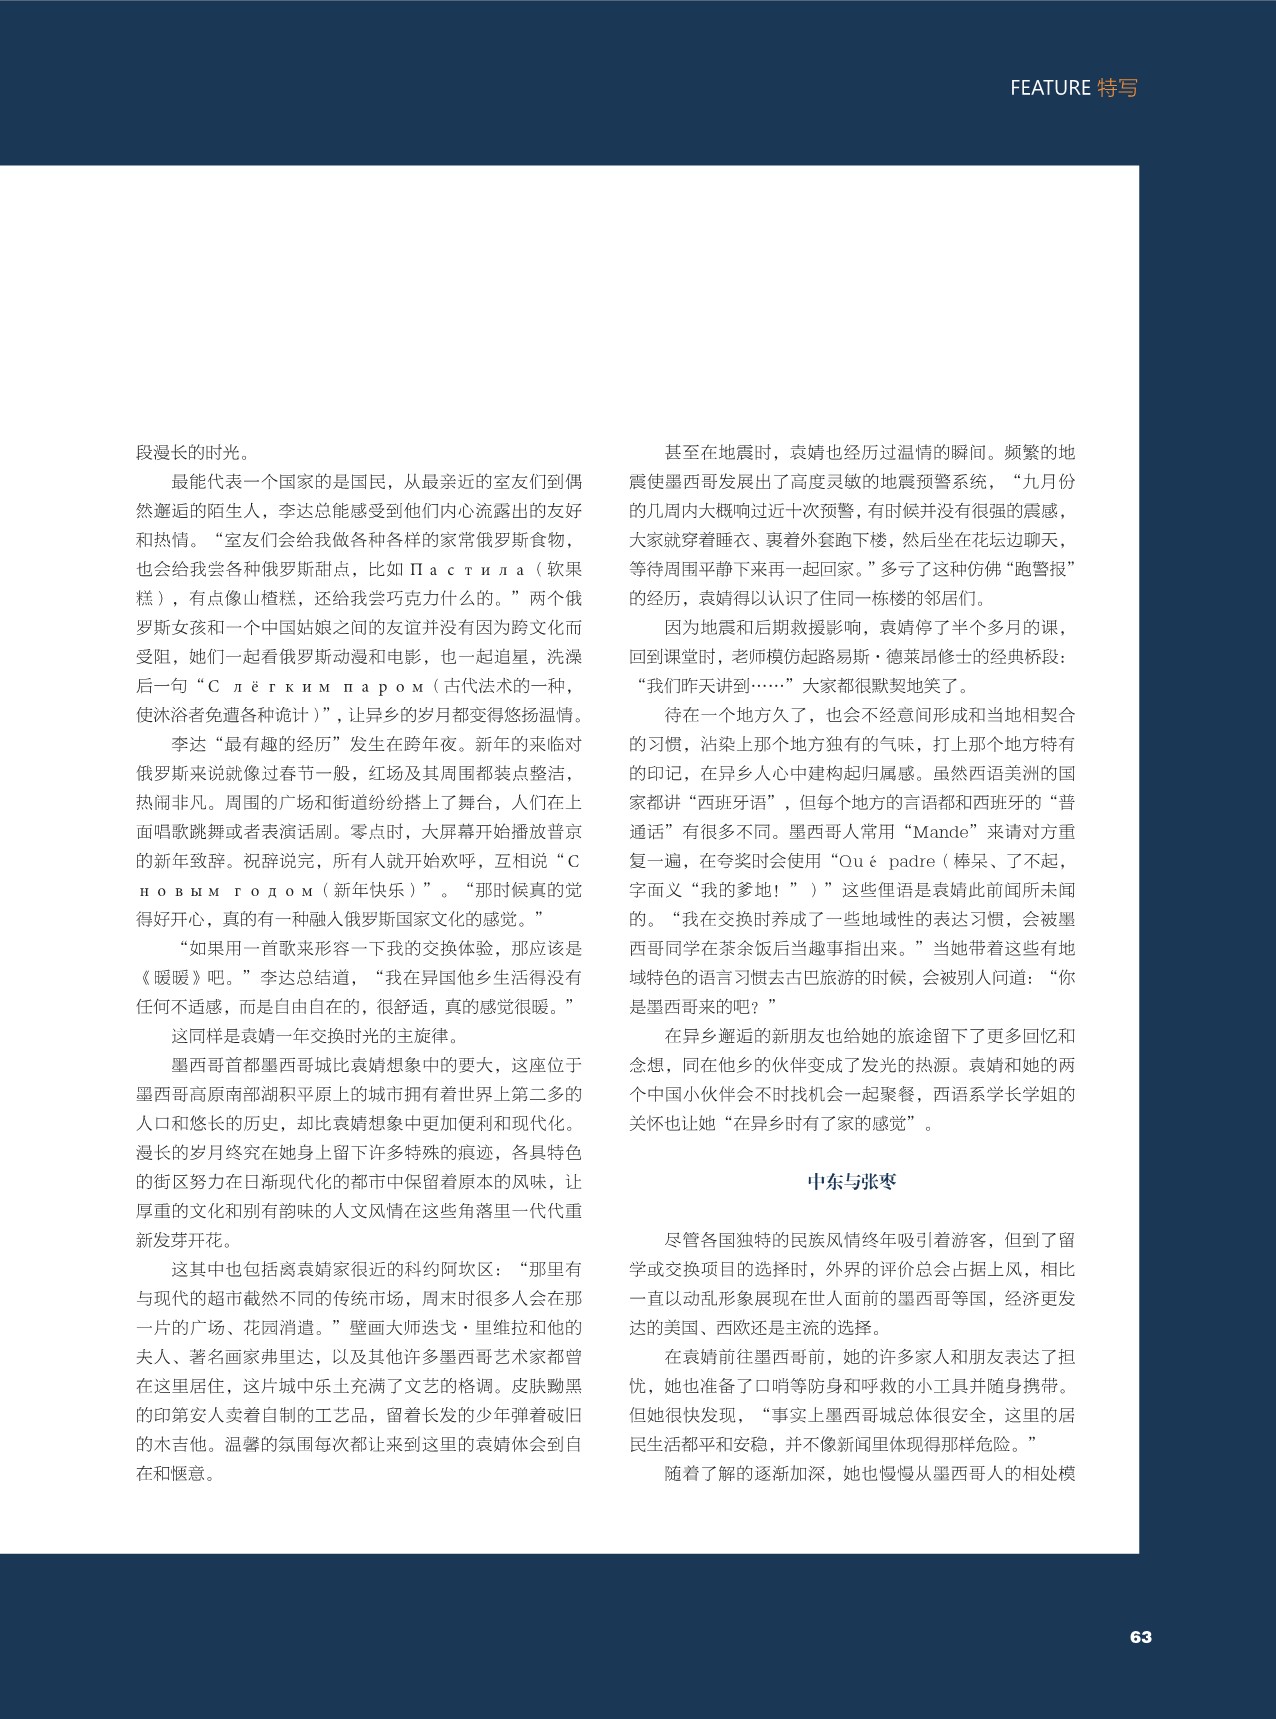 FEATURE 特写
段漫长的时光。
最能代表一个国家的是国民，从最亲近的室友们到偶
然邂逅的陌生人，李达总能感受到他们内心流露出的友好
和热情。“室友们会给我做各种各样的家常俄罗斯食物，
也会给我尝各种俄罗斯甜点，比如 Пастила（软果
糕），有点像山楂糕，还给我尝巧克力什么的。”两个俄
罗斯女孩和一个中国姑娘之间的友谊并没有因为跨文化而
受阻，她们一起看俄罗斯动漫和电影，也一起追星，洗澡
后一句“С лёгким паром（古代法术的一种，
使沐浴者免遭各种诡计）”，让异乡的岁月都变得悠扬温情。
李达“最有趣的经历”发生在跨年夜。新年的来临对
俄罗斯来说就像过春节一般，红场及其周围都装点整洁，
热闹非凡。周围的广场和街道纷纷搭上了舞台，人们在上
面唱歌跳舞或者表演话剧。零点时，大屏幕开始播放普京
的新年致辞。祝辞说完，所有人就开始欢呼，互相说“С
новым годом（新年快乐）”。“那时候真的觉
得好开心，真的有一种融入俄罗斯国家文化的感觉。”
“如果用一首歌来形容一下我的交换体验，那应该是
《暖暖》吧。”李达总结道，“我在异国他乡生活得没有
任何不适感，而是自由自在的，很舒适，真的感觉很暖。”
这同样是袁婧一年交换时光的主旋律。
墨西哥首都墨西哥城比袁婧想象中的要大，这座位于
墨西哥高原南部湖积平原上的城市拥有着世界上第二多的
人口和悠长的历史，却比袁婧想象中更加便利和现代化。
漫长的岁月终究在她身上留下许多特殊的痕迹，各具特色
的街区努力在日渐现代化的都市中保留着原本的风味，让
厚重的文化和别有韵味的人文风情在这些角落里一代代重
新发芽开花。
这其中也包括离袁婧家很近的科约阿坎区：“那里有
与现代的超市截然不同的传统市场，周末时很多人会在那
一片的广场、花园消遣。”壁画大师迭戈·里维拉和他的
夫人、著名画家弗里达，以及其他许多墨西哥艺术家都曾
在这里居住，这片城中乐土充满了文艺的格调。皮肤黝黑
的印第安人卖着自制的工艺品，留着长发的少年弹着破旧
的木吉他。温馨的氛围每次都让来到这里的袁婧体会到自
在和惬意。
甚至在地震时，袁婧也经历过温情的瞬间。频繁的地
震使墨西哥发展出了高度灵敏的地震预警系统，“九月份
的几周内大概响过近十次预警，有时候并没有很强的震感，
大家就穿着睡衣、裹着外套跑下楼，然后坐在花坛边聊天，
等待周围平静下来再一起回家。”多亏了这种仿佛“跑警报”
的经历，袁婧得以认识了住同一栋楼的邻居们。
因为地震和后期救援影响，袁婧停了半个多月的课，
回到课堂时，老师模仿起路易斯·德莱昂修士的经典桥段：
“我们昨天讲到……”大家都很默契地笑了。
待在一个地方久了，也会不经意间形成和当地相契合
的习惯，沾染上那个地方独有的气味，打上那个地方特有
的印记，在异乡人心中建构起归属感。虽然西语美洲的国
家都讲“西班牙语”，但每个地方的言语都和西班牙的“普
通话”有很多不同。墨西哥人常用“Mande”来请对方重
复一遍，在夸奖时会使用“Qué padre（棒呆、了不起，
字面义“我的爹地！”）”这些俚语是袁婧此前闻所未闻
的。“我在交换时养成了一些地域性的表达习惯，会被墨
西哥同学在茶余饭后当趣事指出来。”当她带着这些有地
域特色的语言习惯去古巴旅游的时候，会被别人问道：“你
是墨西哥来的吧？”
在异乡邂逅的新朋友也给她的旅途留下了更多回忆和
念想，同在他乡的伙伴变成了发光的热源。袁婧和她的两
个中国小伙伴会不时找机会一起聚餐，西语系学长学姐的
关怀也让她“在异乡时有了家的感觉”。
中东与张枣
尽管各国独特的民族风情终年吸引着游客，但到了留
学或交换项目的选择时，外界的评价总会占据上风，相比
一直以动乱形象展现在世人面前的墨西哥等国，经济更发
达的美国、西欧还是主流的选择。
在袁婧前往墨西哥前，她的许多家人和朋友表达了担
忧，她也准备了口哨等防身和呼救的小工具并随身携带。
但她很快发现，“事实上墨西哥城总体很安全，这里的居
民生活都平和安稳，并不像新闻里体现得那样危险。”
随着了解的逐渐加深，她也慢慢从墨西哥人的相处模
63